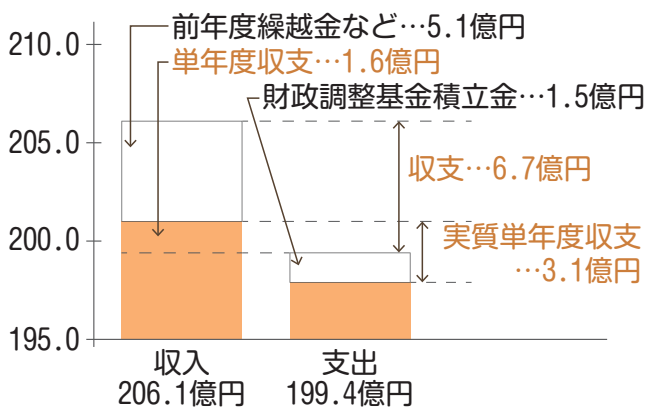 210.0
前年度繰越金など…5.1億円
単年度収支…1.6億円
財政調整基金積立金…1.5億円
205.0
収支…6.7億円
200.0
実質単年度収支
…3.1億円
195.0
収入
206.1億円
支出
199.4億円